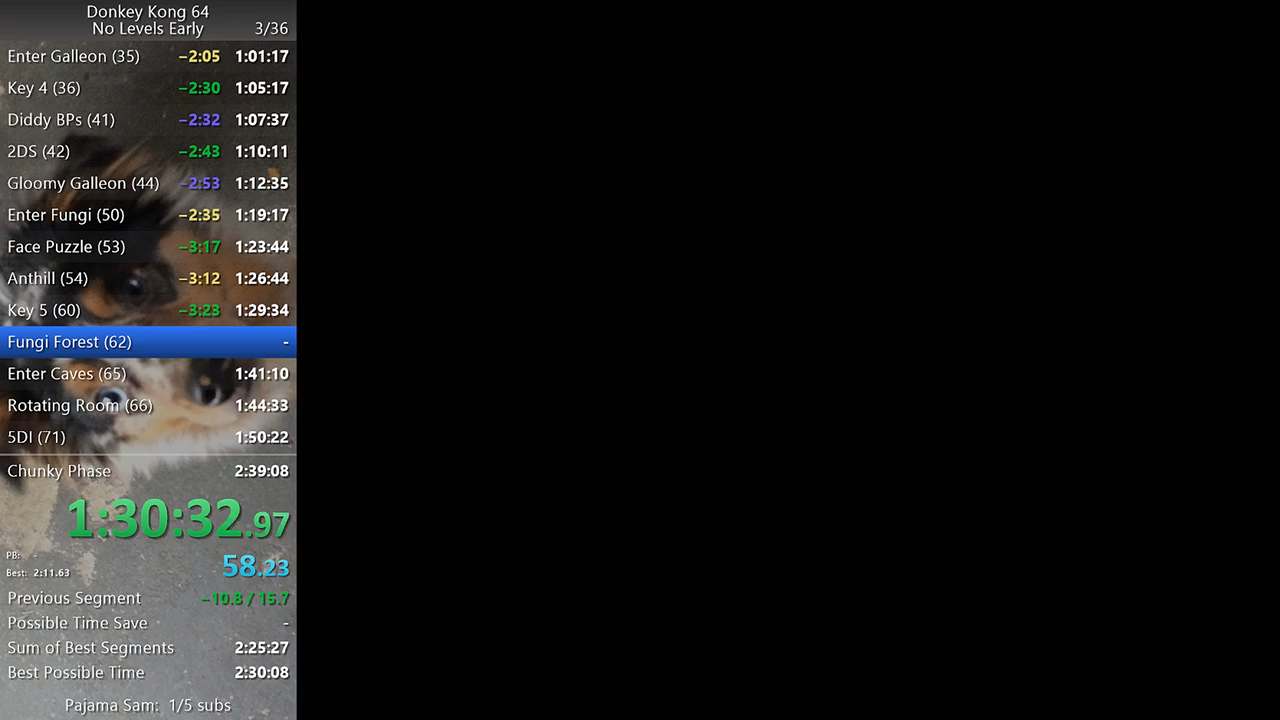 Donkey Kong 64
No Levels Early 3/36
Enter Galleon (35) −2:05 1:01:17
Key 4 (36) −2:30 1:05:17
Diddy BPs (41) −2:32 1:07:37
2DS (42) −2:43 1:10:11
Gloomy Galleon (44) −2:53 1:12:35
Enter Fungi (50) −2:35 1:19:17
Face Puzzle (53) −3:17 1:23:44
Anthill (54) −3:12 1:26:44
Key 5 (60) −3:23 1:29:34
Fungi Forest (62) -
Enter Caves (65) 1:41:10
Rotating Room (66) 1:44:33
5DI (71) 1:50:22
Chunky Phase 2:39:08
1:30:32.97
PB: -
Best: 2:11.63 58.23
Previous Segment −10.8 / 15.7
Possible Time Save -
Sum of Best Segments 2:25:27
Best Possible Time 2:30:08
Pajama Sam: 1/5 subs